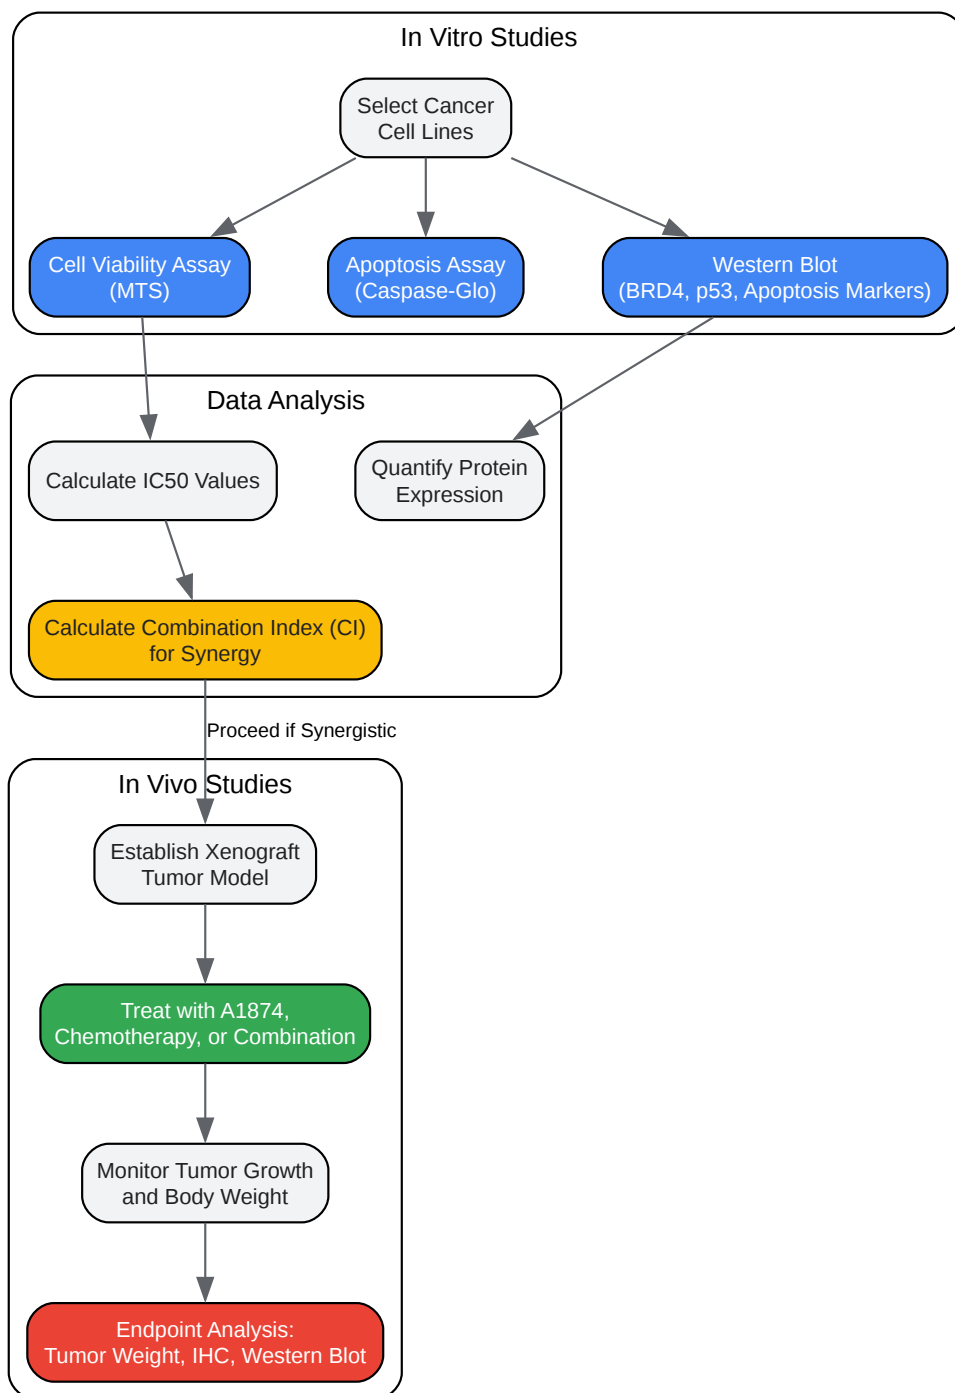 In Vitro Studies
Select Cancer
Cell Lines
Cell Viability Assay
(MTS)
Apoptosis Assay
(Caspase-Glo)
Western Blot
(BRD4, p53, Apoptosis Markers)
Data Analysis
Calculate IC50 Values
Quantify Protein
Expression
Calculate Combination Index (CI)
for Synergy
Proceed if Synergistic
In Vivo Studies
Establish Xenograft
Tumor Model
Treat with A1874,
Chemotherapy, or Combination
Monitor Tumor Growth
and Body Weight
Endpoint Analysis:
Tumor Weight, IHC, Western Blot